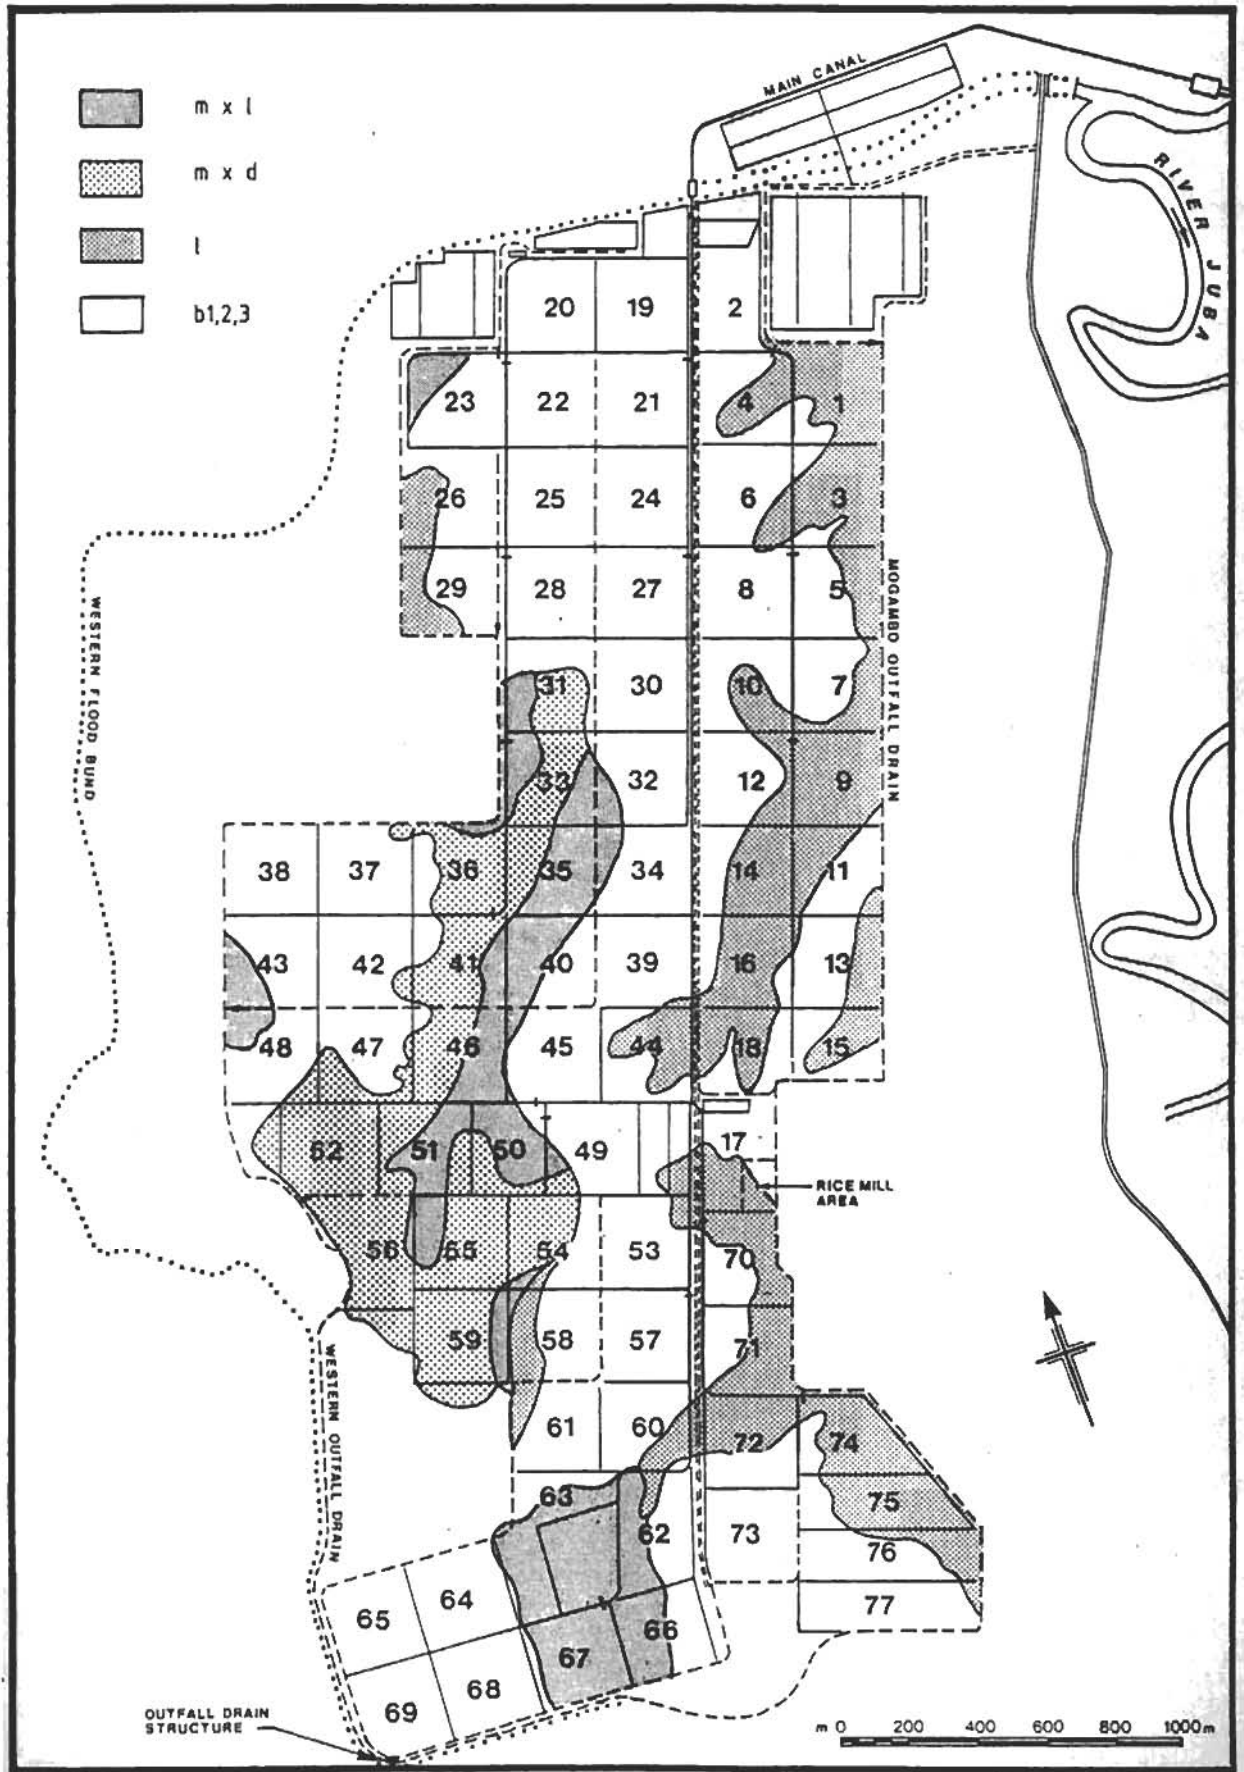 MAIN CANAL
RIVER JUBA
m x l
m x d
l
b1,2,3
20 19 2
23 22 21 4 1
26 25 24 6 3
29 28 27 8 5
MOGAMBO OUTFALL DRAIN
WESTERN FLOOD BUND
31 30 10 7
33 32 12 9
38 37 36 35 34 14 11
43 42 41 40 39 16 13
48 47 46 45 44 18 15
52 51 50 49 17
RICE MILL
AREA
56 55 54 53 70
59 58 57 71
WESTERN OUTFALL DRAIN
61 60 72 74
63 62 73 75
76
65 64 77
67 66
69 68
OUTFALL DRAIN
STRUCTURE
m 0 200 400 600 800 1000m